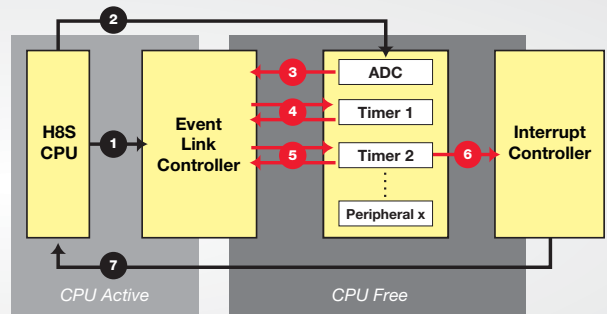 2
3
ADC
4
Timer 1
H8S
CPU
1
Event
Link
Controller
5
Timer 2
6
Interrupt
Controller
Peripheral x
7
CPU Active
CPU Free